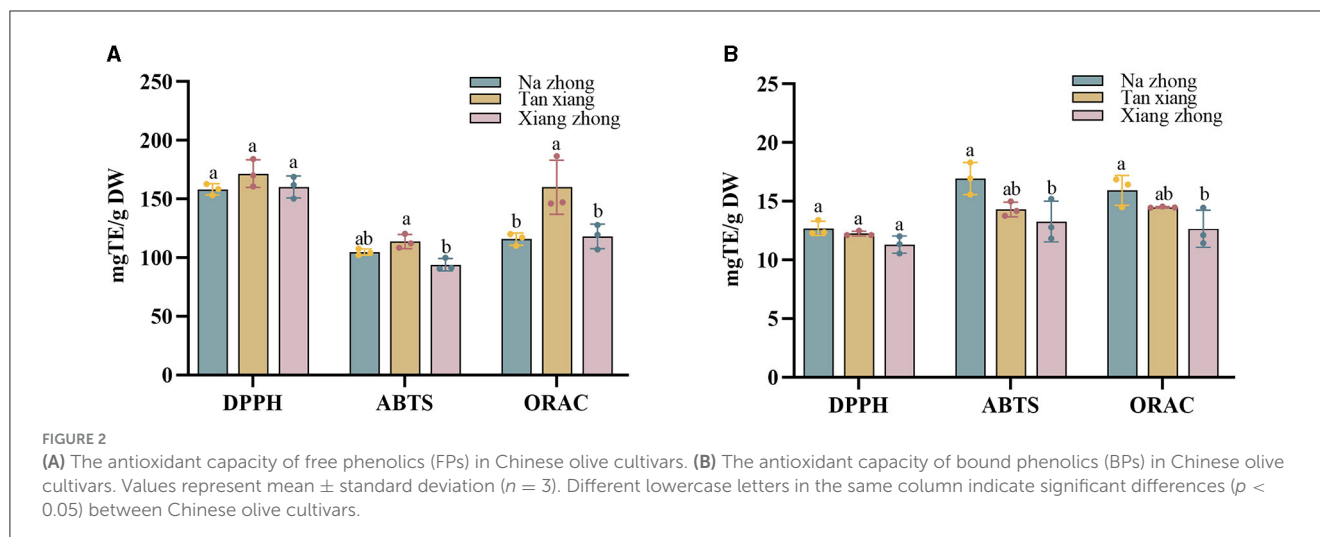 A
250
200
150
100
50
0
mgTE/g DW
Na zhong
Tan xiang
Xiang zhong
a
a
a
ab
a
b
b
a
b
DPPH
ABTS
ORAC
B
25
20
15
10
5
0
mgTE/g DW
Na zhong
Tan xiang
Xiang zhong
a
a
a
a
ab
b
a
ab
b
DPPH
ABTS
ORAC
FIGURE 2
(A) The antioxidant capacity of free phenolics (FPs) in Chinese olive cultivars. (B) The antioxidant capacity of bound phenolics (BPs) in Chinese olive
cultivars. Values represent mean ± standard deviation (n = 3). Different lowercase letters in the same column indicate significant differences (p <
0.05) between Chinese olive cultivars.